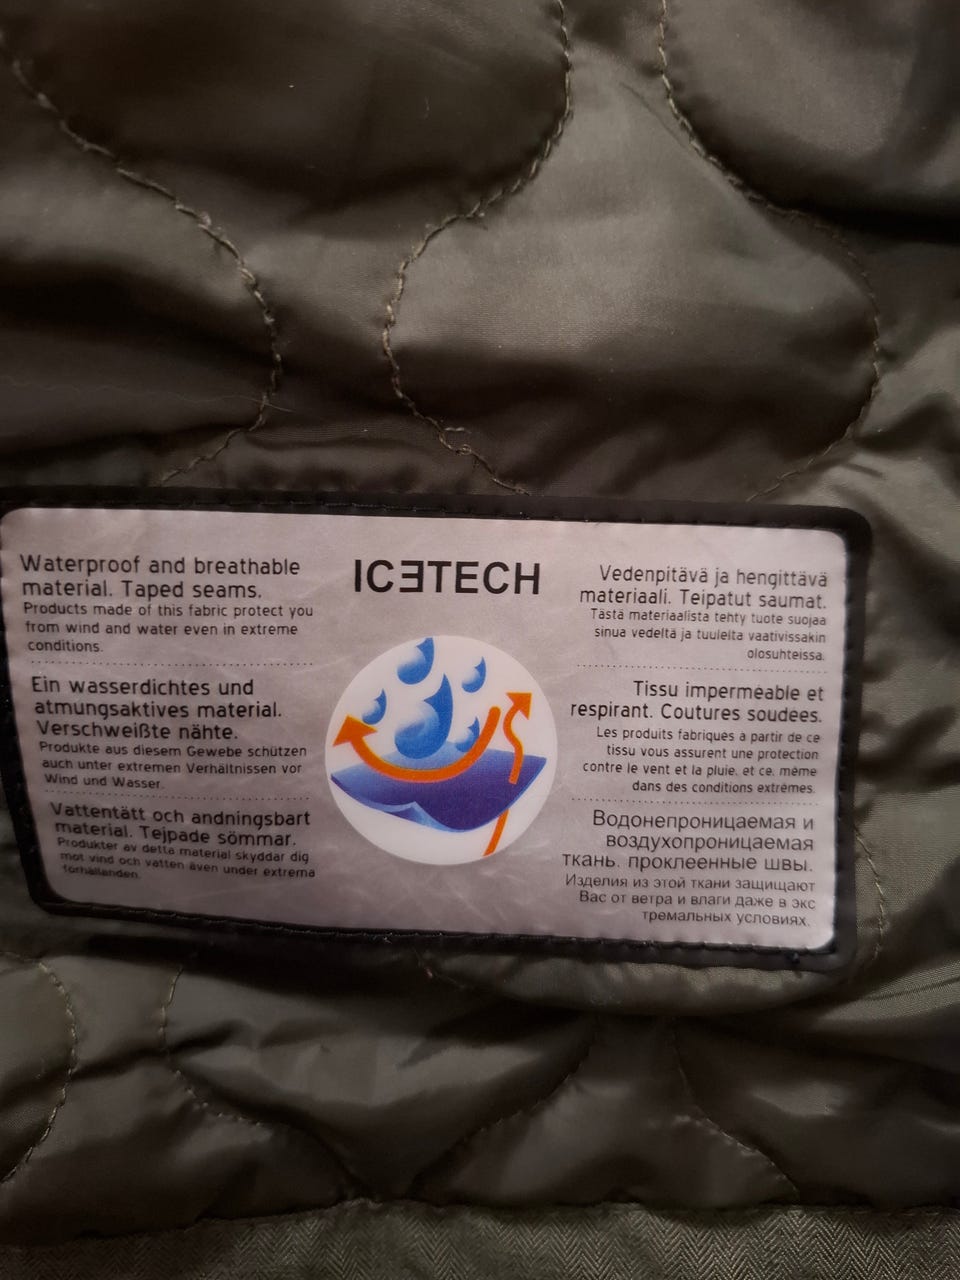 Waterproof and breathable
material. Taped seams.
Products made of this fabric protect you
from wind and water even in extreme
conditions.
Ein wasserdichtes und
atmungsaktives material.
Verschweißte nähte.
Produkte aus diesem Gewebe schützen
auch unter extremen Verhältnissen vor
Wind und Wasser.
Vattentätt och andningsbart
material. Tejpade sömmar.
Produkter av detta material skyddar dig
mot vind och vatten även under extrema
förhållanden.
ICƎTECH
Vedenpitävä ja hengittävä
materiaali. Teipatut saumat.
Tästä materiaalista tehty tuote suojaa
sinua vedeltä ja tuulelta vaativissakin
olosuhteissa.
Tissu imperméable et
respirant. Coutures soudées.
Les produits fabriqués à partir de ce
tissu vous assurent une protection
contre le vent et la pluie, et ce, même
dans des conditions extrêmes.
Водонепроницаемая и
воздухопроницаемая
ткань. проклеенные швы.
Изделия из этой ткани защищают
Вас от ветра и влаги даже в экс
тремальных условиях.